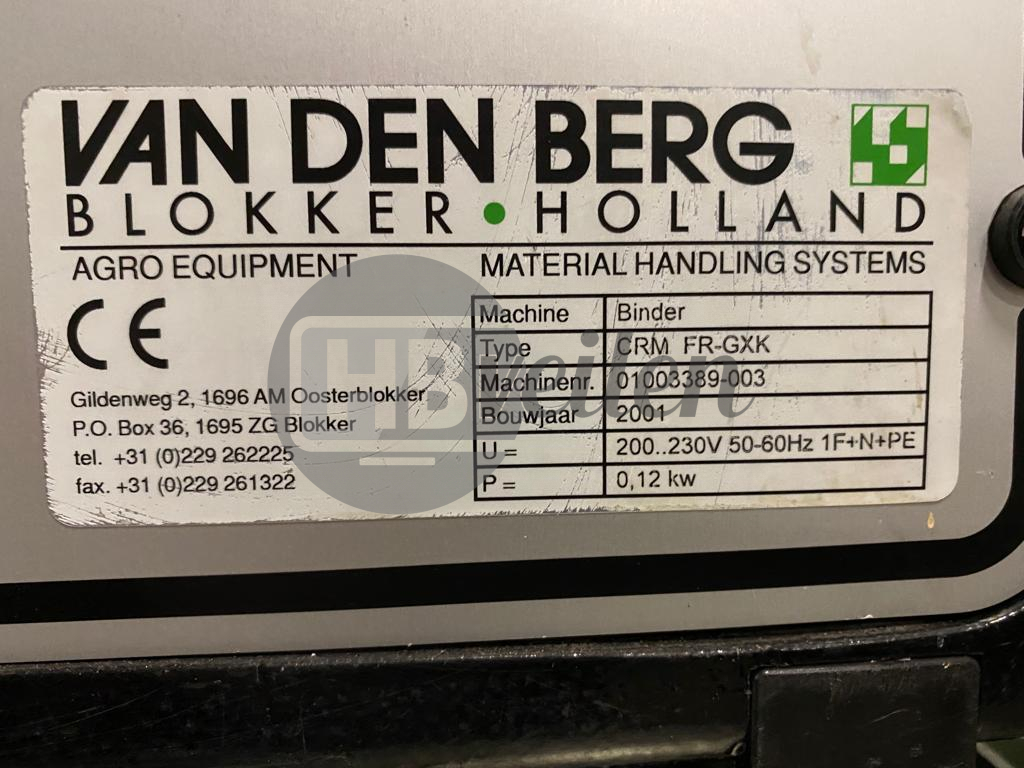 VAN DEN BERG
BLOKKER • HOLLAND
AGRO EQUIPMENT MATERIAL HANDLING SYSTEMS
CE
Gildenweg 2, 1696 AM Oosterblokker
P.O. Box 36, 1695 ZG Blokker
tel. +31 (0)229 262225
fax. +31 (0)229 261322
Machine Binder
Type CRM FR-GXK
Machinenr. 01003389-003
Bouwjaar 2001
U = 200..230V 50-60Hz 1F+N+PE
P = 0,12 kw
HBveilen